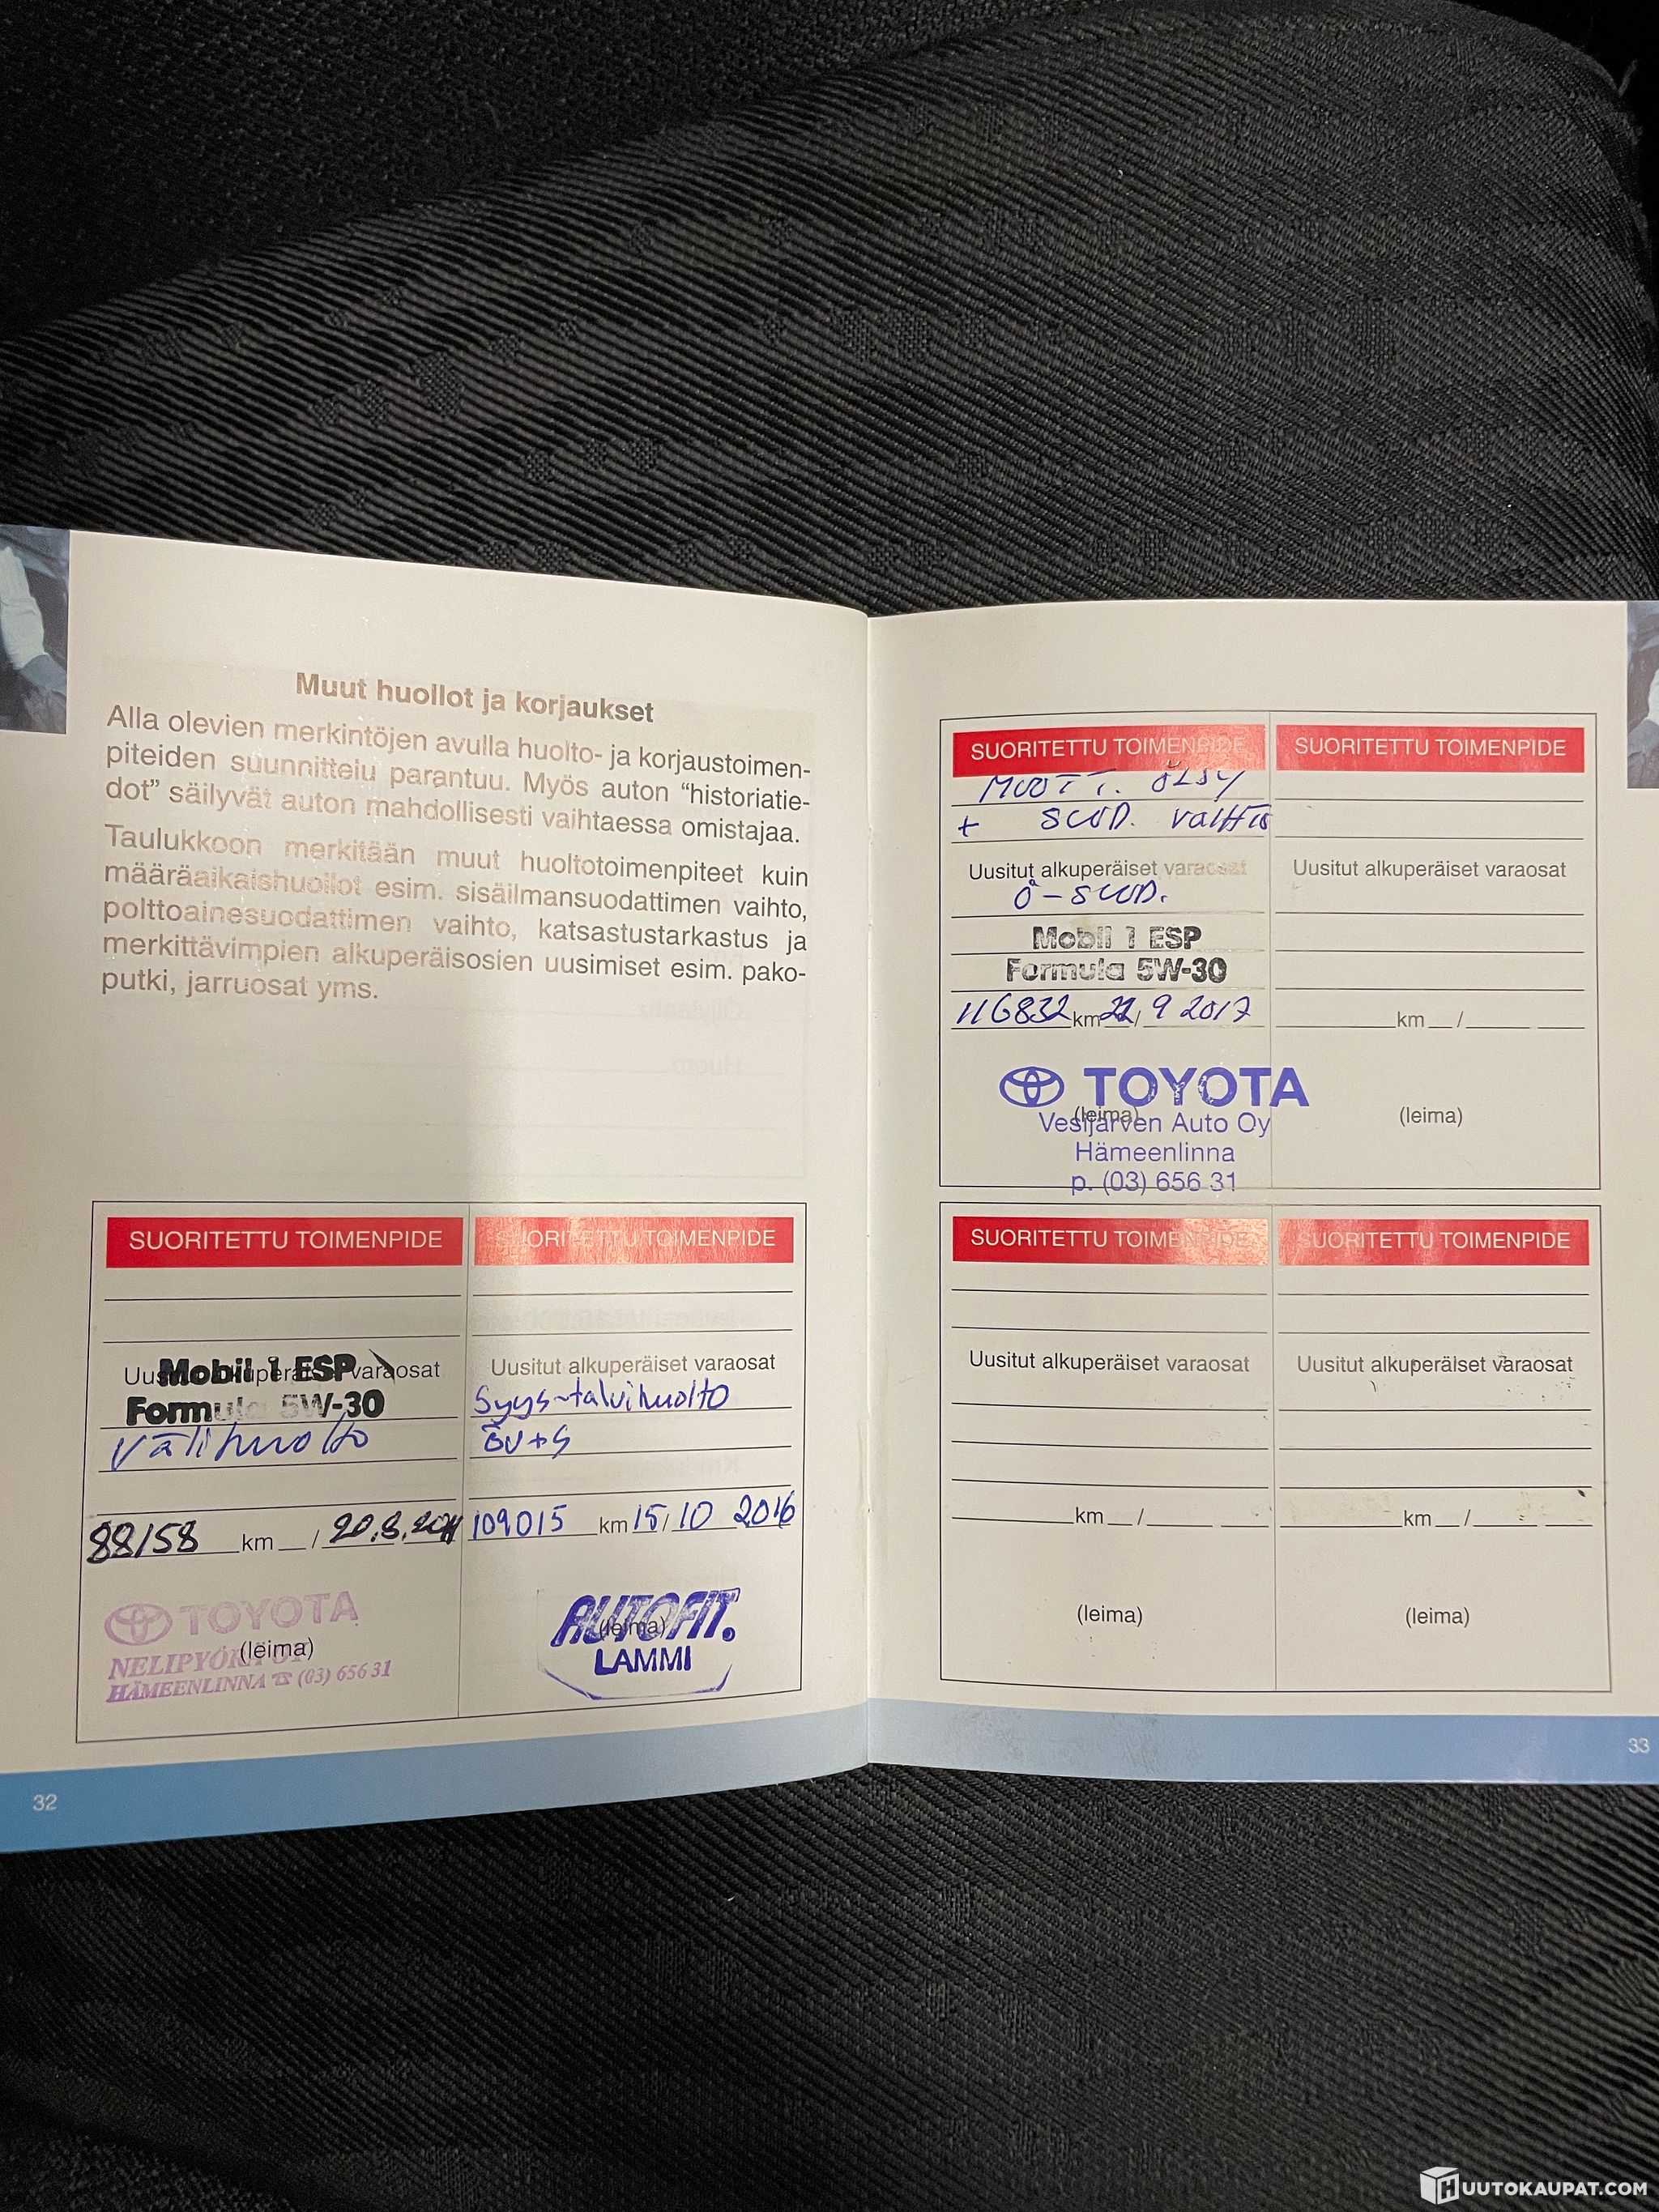 Muut huollot ja korjaukset
Alla olevien merkintöjen avulla huolto- ja korjaustoimen-
piteiden suunnittelu parantuu. Myös auton "historiatie-
dot" säilyvät auton mahdollisesti vaihtaessa omistajaa.
Taulukkoon merkitään muut huoltotoimenpiteet kuin
määräaikaishuollot esim. sisäilmansuodattimen vaihto,
polttoainesuodattimen vaihto, katsastustarkastus ja
merkittävimpien alkuperäisosien uusimiset esim. pako-
putki, jarruosat yms.
SUORITETTU TOIMENPIDE
Mobil 1 ESP
Formula 5W-30
Välihuolto
88158 km / 20.8.
TOYOTA
(leima)
HÄMEENLINNA ☎ (03) 656 31
SUORITETTU TOIMENPIDE
Uusitut alkuperäiset varaosat
Syys-talvihuolto
ÖV+S
109015 km 15/10 2016
AUTOFIT.
(leima)
LAMMI
32
SUORITETTU TOIMENPIDE
MOOTT. ÖLJY
+ SUOD. vaihto
Uusitut alkuperäiset varaosat
Ö-SUOD.
Mobil 1 ESP
Formula 5W-30
116832 km / 9 2017
TOYOTA
(leima)
Vesijärven Auto Oy
Hämeenlinna
p. (03) 656 31
SUORITETTU TOIMENPIDE
Uusitut alkuperäiset varaosat
km /
(leima)
SUORITETTU TOIMENPIDE
Uusitut alkuperäiset varaosat
km /
(leima)
SUORITETTU TOIMENPIDE
Uusitut alkuperäiset varaosat
km /
(leima)
33
HUUTOKAUPAT.COM